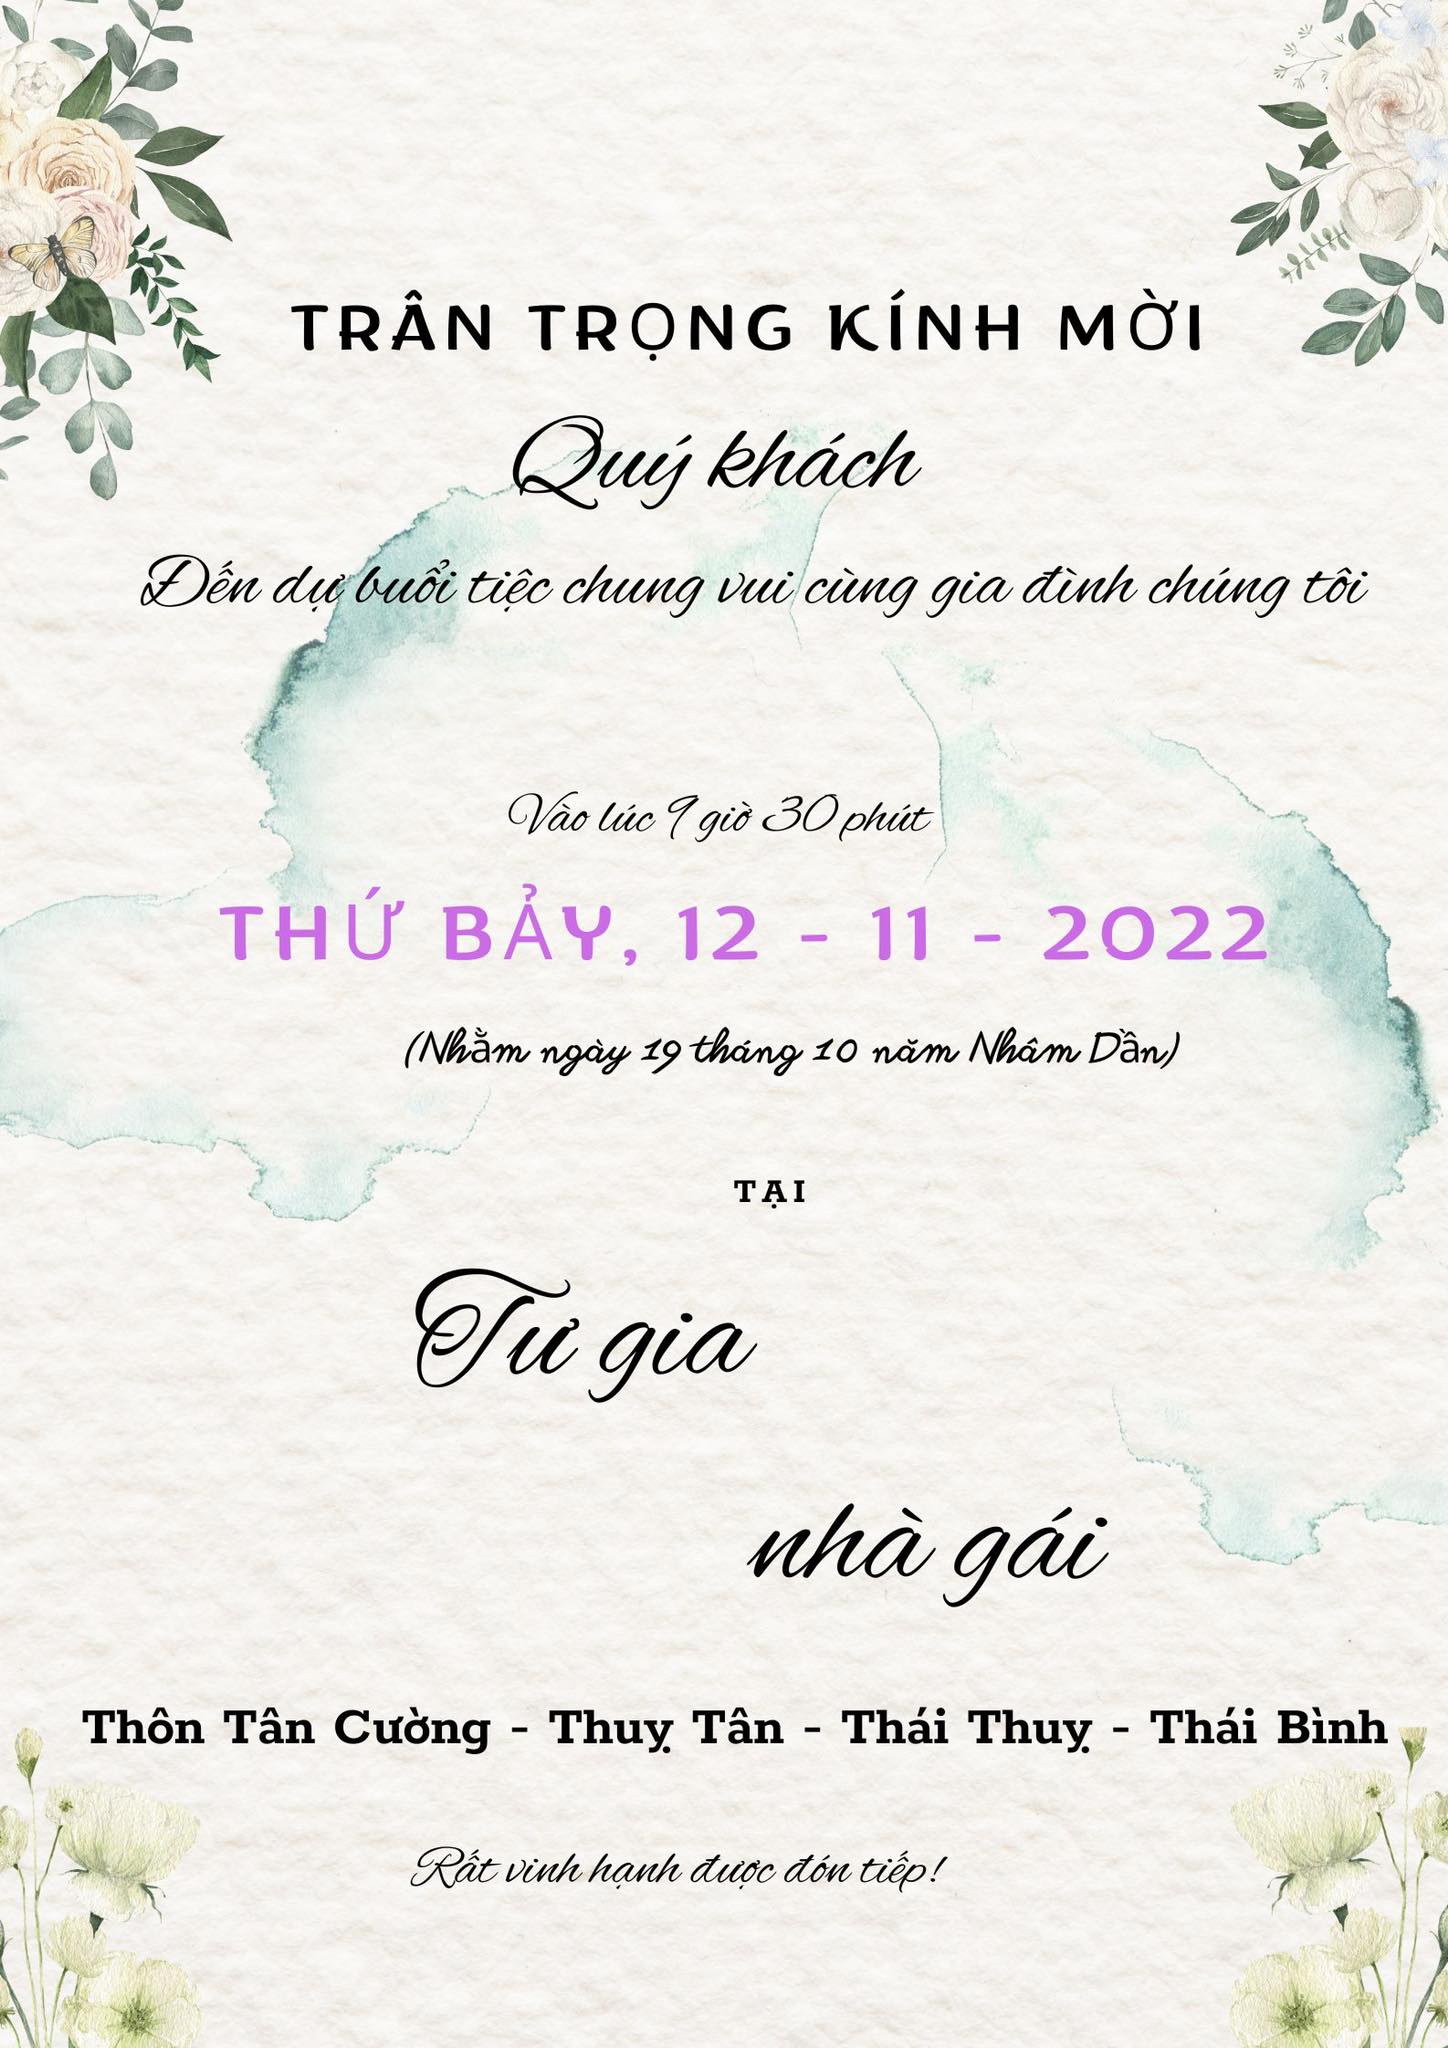 TRÂN TRỌNG KÍNH MỜI
Quý khách
Đến dự buổi tiệc chung vui cùng gia đình chúng tôi
Vào lúc 9 giờ 30 phút
THỨ BẢY, 12 - 11 - 2022
(Nhằm ngày 19 tháng 10 năm Nhâm Dần)
TẠI
Tư gia
nhà gái
Thôn Tân Cường - Thuỵ Tân - Thái Thuỵ - Thái Bình
Rất vinh hạnh được đón tiếp!